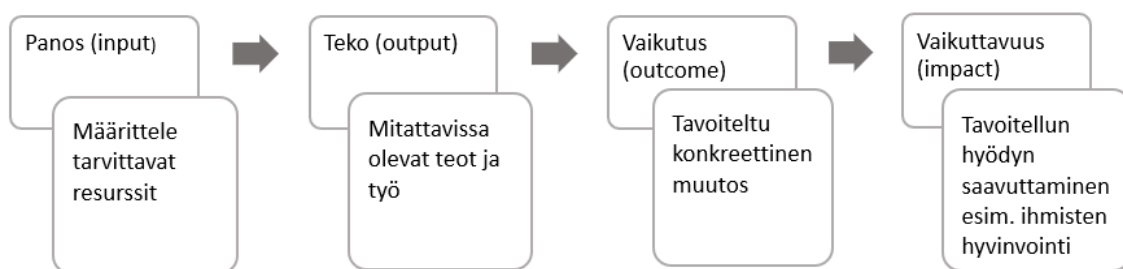 Panos (input)
Määrittele
tarvittavat
resurssit
Teko (output)
Mitattavissa
olevat teot ja
työ
Vaikutus
(outcome)
Tavoiteltu
konkreettinen
muutos
Vaikuttavuus
(impact)
Tavoitellun
hyödyn
saavuttaminen
esim. ihmisten
hyvinvointi